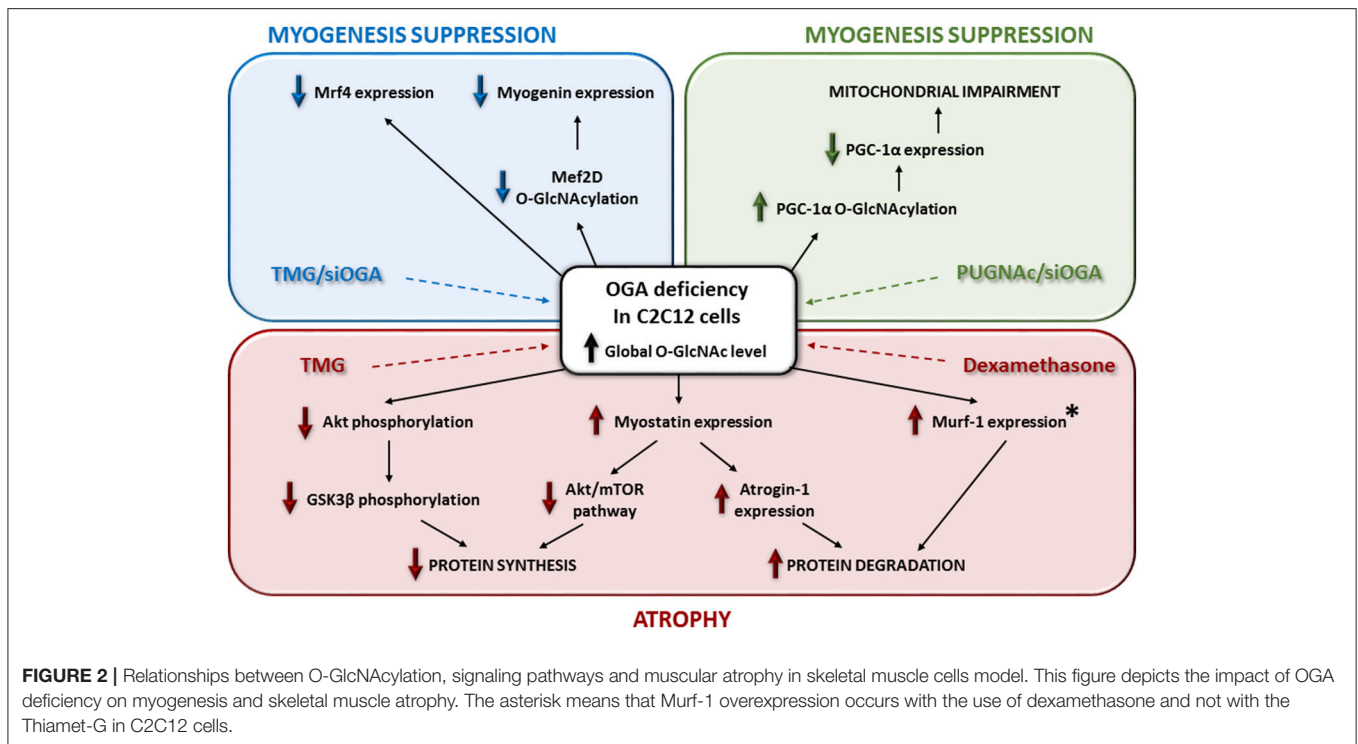 MYOGENESIS SUPPRESSION
MYOGENESIS SUPPRESSION
Mrf4 expression
Myogenin expression
Mef2D
O-GlcNAcylation
TMG/siOGA
MITOCHONDRIAL IMPAIRMENT
PGC-1α expression
PGC-1α O-GlcNAcylation
PUGNAc/siOGA
OGA deficiency
In C2C12 cells
Global O-GlcNAc level
TMG
Dexamethasone
Akt phosphorylation
Myostatin expression
Murf-1 expression*
GSK3β phosphorylation
Akt/mTOR
pathway
Atrogin-1
expression
PROTEIN SYNTHESIS
PROTEIN DEGRADATION
ATROPHY
FIGURE 2 | Relationships between O-GlcNAcylation, signaling pathways and muscular atrophy in skeletal muscle cells model. This figure depicts the impact of OGA
deficiency on myogenesis and skeletal muscle atrophy. The asterisk means that Murf-1 overexpression occurs with the use of dexamethasone and not with the
Thiamet-G in C2C12 cells.